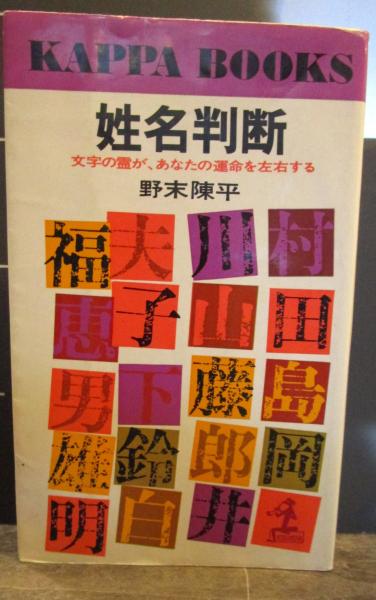 KAPPA BOOKS
姓名判断
文字の霊が、あなたの運命を左右する
野末陳平
福夫川村
恵子山田
男下藤島
雄鈴郎岡
明白井